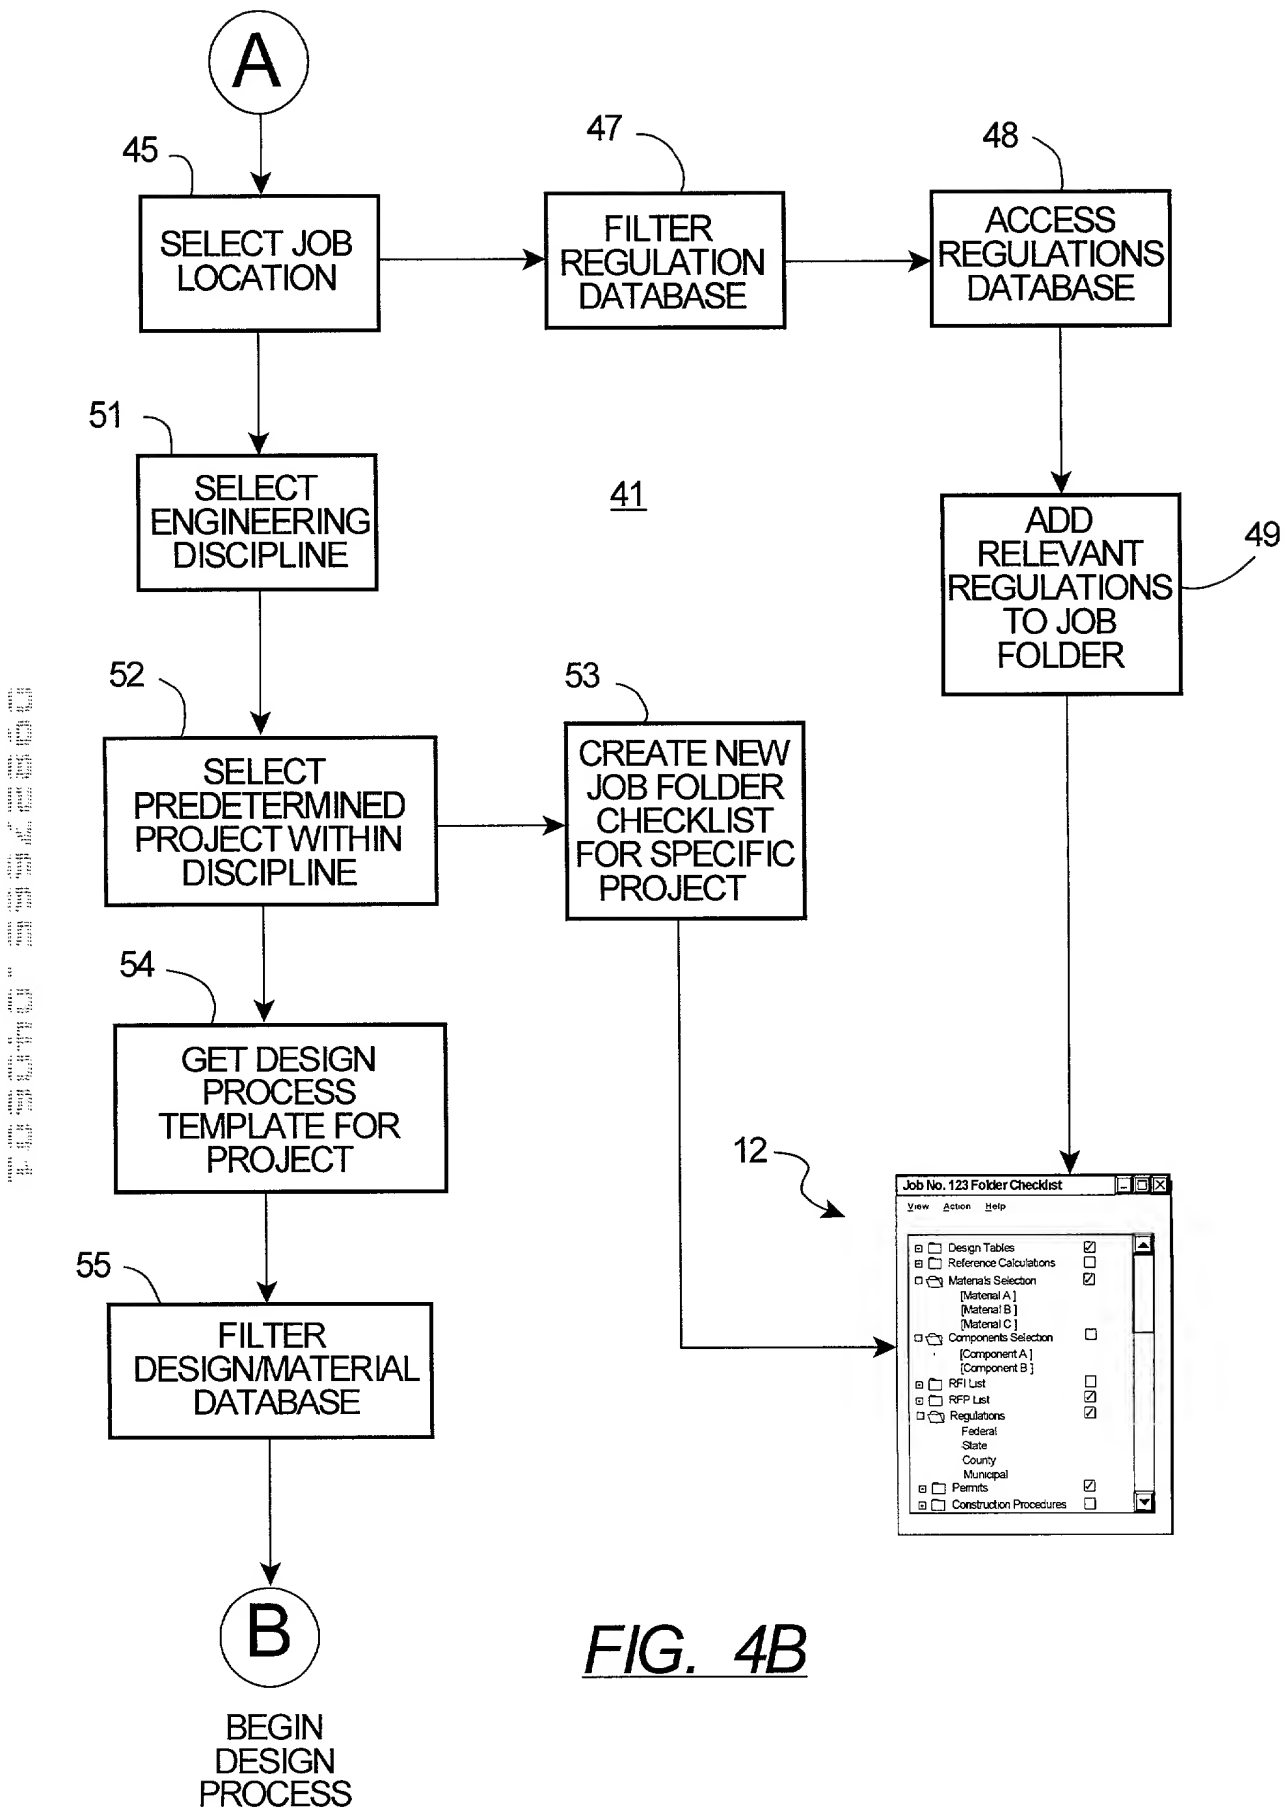 A
45
47
48
SELECT JOB
LOCATION
FILTER
REGULATION
DATABASE
ACCESS
REGULATIONS
DATABASE
51
SELECT
ENGINEERING
DISCIPLINE
41
ADD
RELEVANT
REGULATIONS
TO JOB
FOLDER
49
52
SELECT
PREDETERMINED
PROJECT WITHIN
DISCIPLINE
53
CREATE NEW
JOB FOLDER
CHECKLIST
FOR SPECIFIC
PROJECT
54
GET DESIGN
PROCESS
TEMPLATE FOR
PROJECT
12
Job No. 123 Folder Checklist
View Action Help
Design Tables
Reference Calculations
Materials Selection
[Material A ]
[Material B ]
[Material C ]
Components Selection
[Component A ]
[Component B ]
RFI List
RFP List
Regulations
Federal
State
County
Municipal
Permits
Construction Procedures
55
FILTER
DESIGN/MATERIAL
DATABASE
B
BEGIN
DESIGN
PROCESS
FIG. 4B